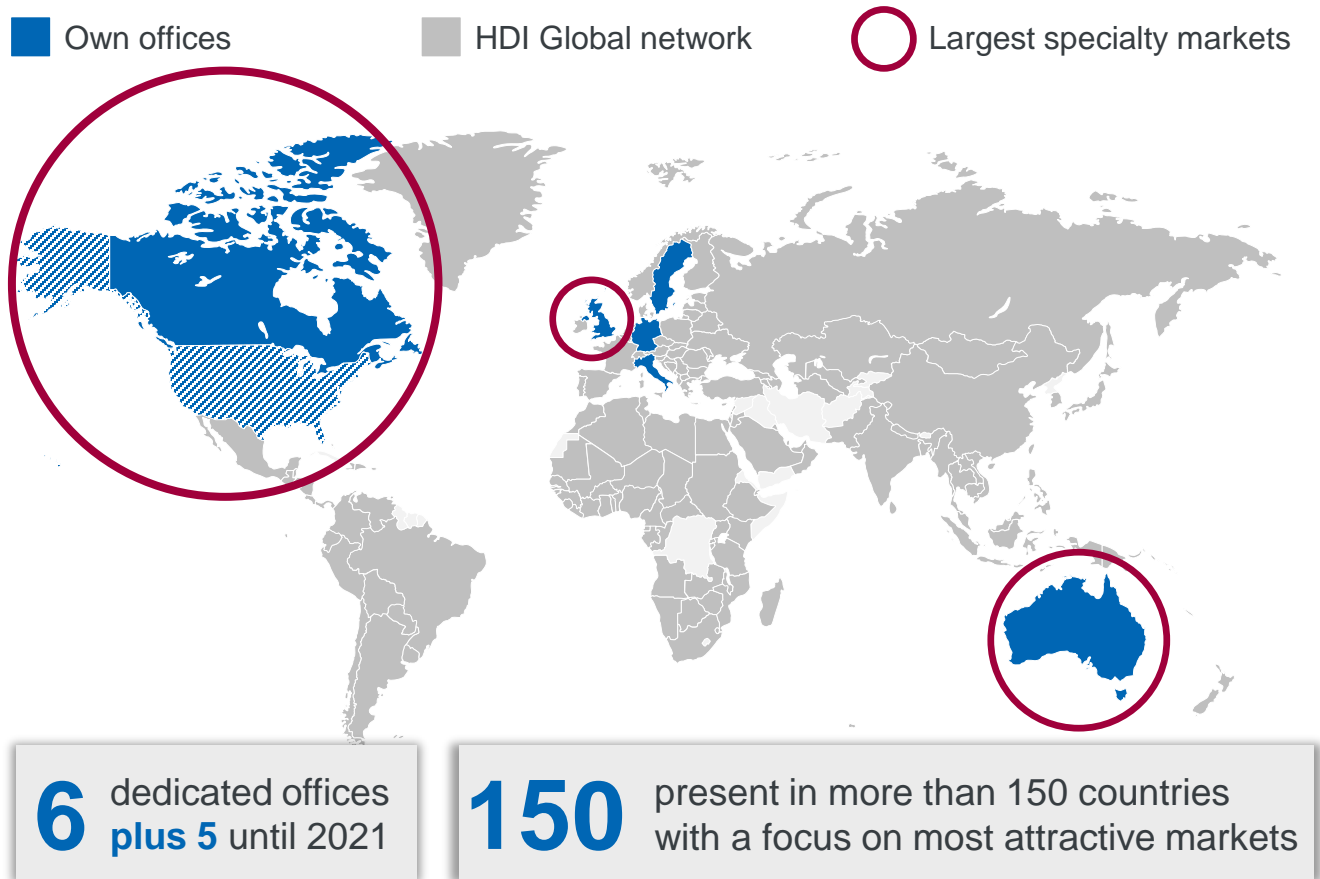 Own offices
HDI Global network
Largest specialty markets
6
dedicated offices
plus 5 until 2021
150
present in more than 150 countries
with a focus on most attractive markets